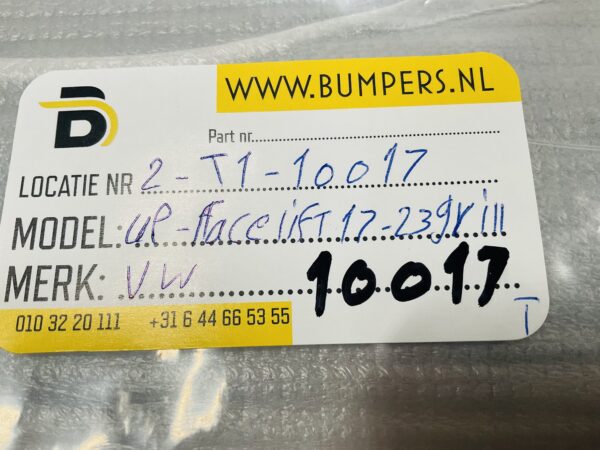 WWW.BUMPERS.NL
B
Part nr
LOCATIE NR 2-T1-10017
MODEL: UP-facelift 17-23 grill
MERK: VW 10017
010 32 20 111 +31 6 44 66 53 55 T